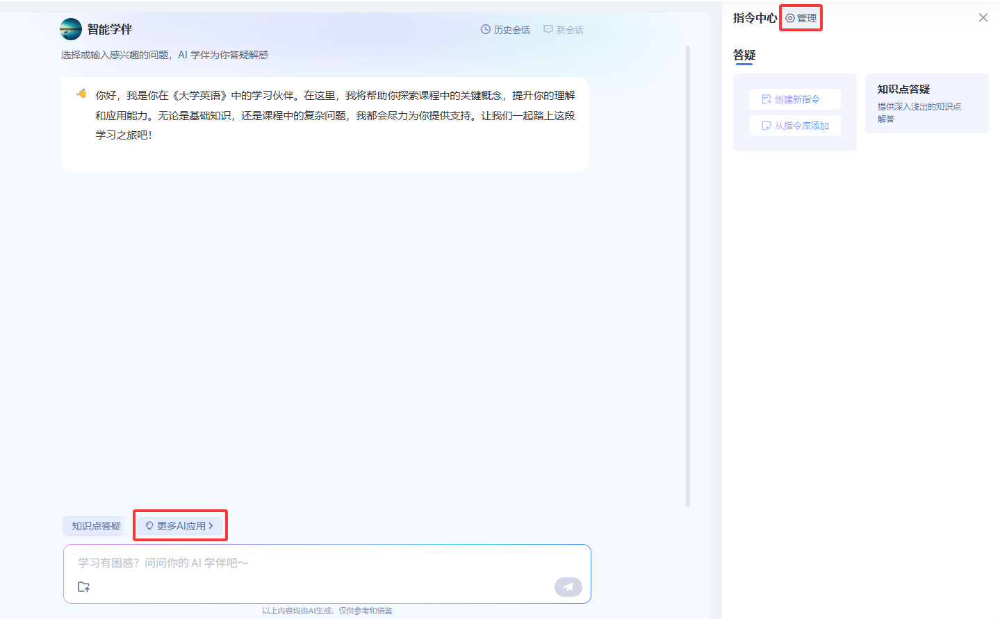 智能学伴
历史会话
新会话
选择或输入感兴趣的问题，AI 学伴为你答疑解惑
你好，我是你在《大学英语》中的学习伙伴。在这里，我将帮助你探索课程中的关键概念，提升你的理解
和应用能力。无论是基础知识，还是课程中的复杂问题，我都会尽力为你提供支持。让我们一起踏上这段
学习之旅吧！
知识点答疑
更多AI应用
学习有困惑？问问你的 AI 学伴吧～
以上内容均由AI生成，仅供参考和借鉴
指令中心
管理
答疑
创建新指令
从指令库添加
知识点答疑
提供深入浅出的知识点
解答